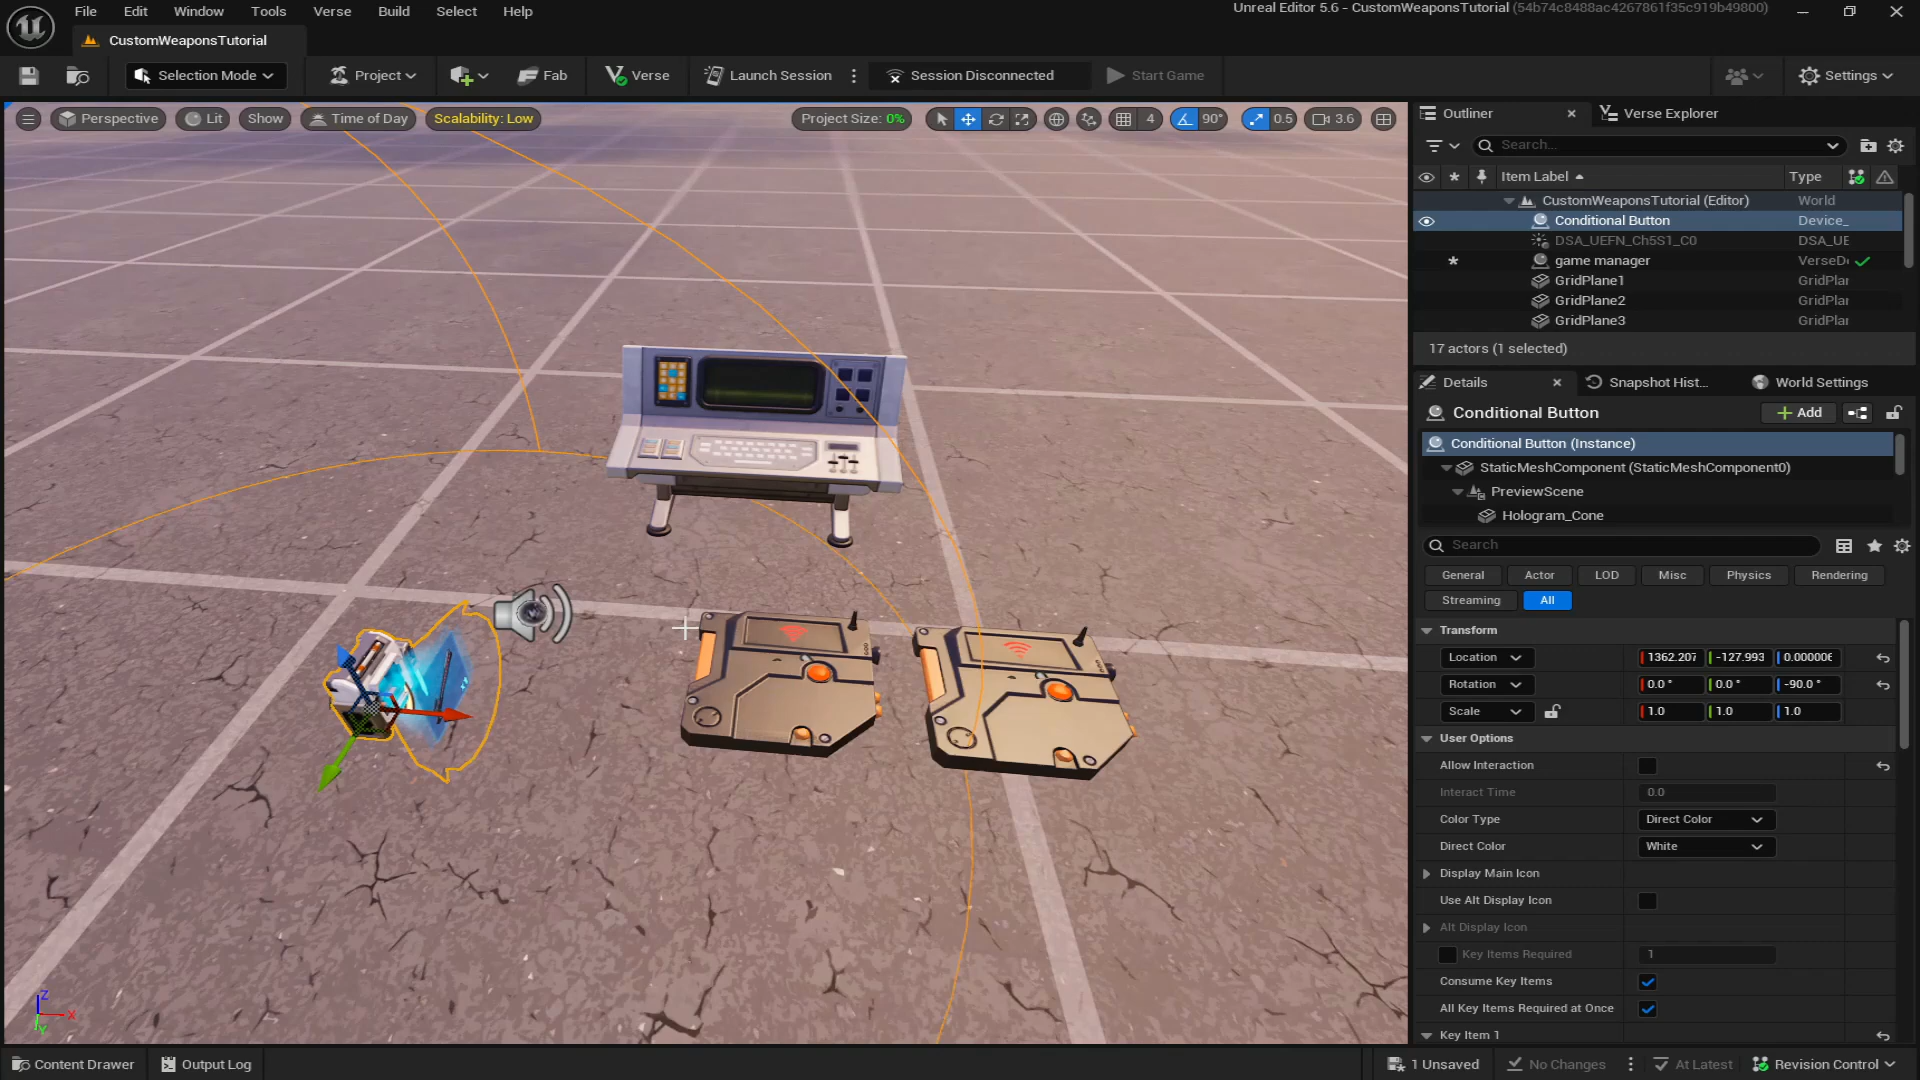 File Edit Window Tools Verse Build Select Help
Unreal Editor 5.6 - CustomWeaponsTutorial (54b74c8488ac4267861f35c919b49800)
CustomWeaponsTutorial
Selection Mode Project Fab Verse Launch Session Session Disconnected Start Game Settings
Perspective Lit Show Time of Day Scalability: Low Project Size: 0% 4 90° 0.5 3.6
Outliner Verse Explorer
Search...
Item Label Type
CustomWeaponsTutorial (Editor) World
Conditional Button Device_
DSA_UEFN_Ch5S1_C0 DSA_UE
game manager VerseD
GridPlane1 GridPlar
GridPlane2 GridPlar
GridPlane3 GridPlar
17 actors (1 selected)
Details Snapshot Hist... World Settings
Conditional Button Add
Conditional Button (Instance)
StaticMeshComponent (StaticMeshComponent0)
PreviewScene
Hologram_Cone
Search
General Actor LOD Misc Physics Rendering
Streaming All
Transform
Location 1362.207 -127.993 0.000006
Rotation 0.0 ° 0.0 ° -90.0 °
Scale 1.0 1.0 1.0
User Options
Allow Interaction
Interact Time 0.0
Color Type Direct Color
Direct Color White
Display Main Icon
Use Alt Display Icon
Alt Display Icon
Key Items Required 1
Consume Key Items
All Key Items Required at Once
Key Item 1
Z
X
Y
Content Drawer Output Log 1 Unsaved No Changes At Latest Revision Control